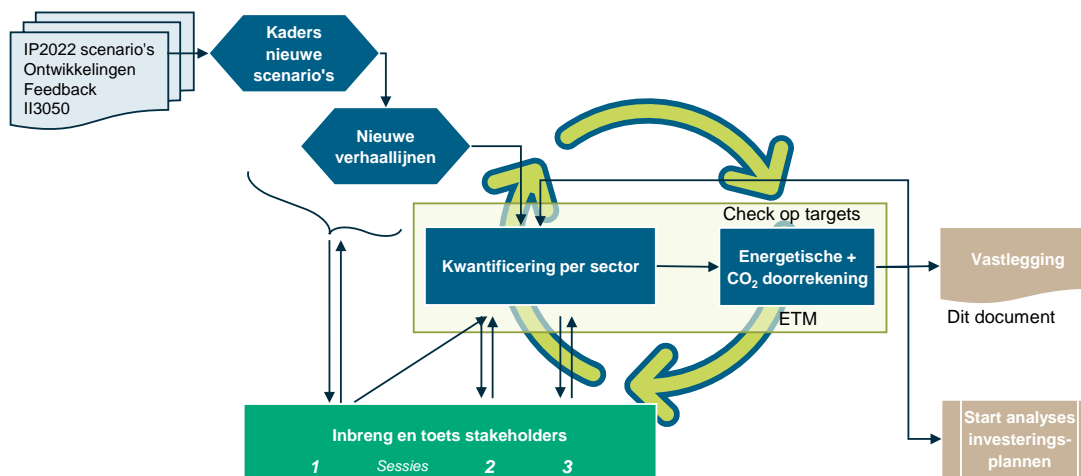 IP2022 scenario's
Ontwikkelingen
Feedback
II3050
Kaders
nieuwe
scenario's
Nieuwe
verhaallijnen
Check op targets
Kwantificering per sector
Energetische +
CO₂ doorrekening
ETM
Vastlegging
Dit document
Inbreng en toets stakeholders
1 Sessies 2 3
Start analyses
investerings-
plannen